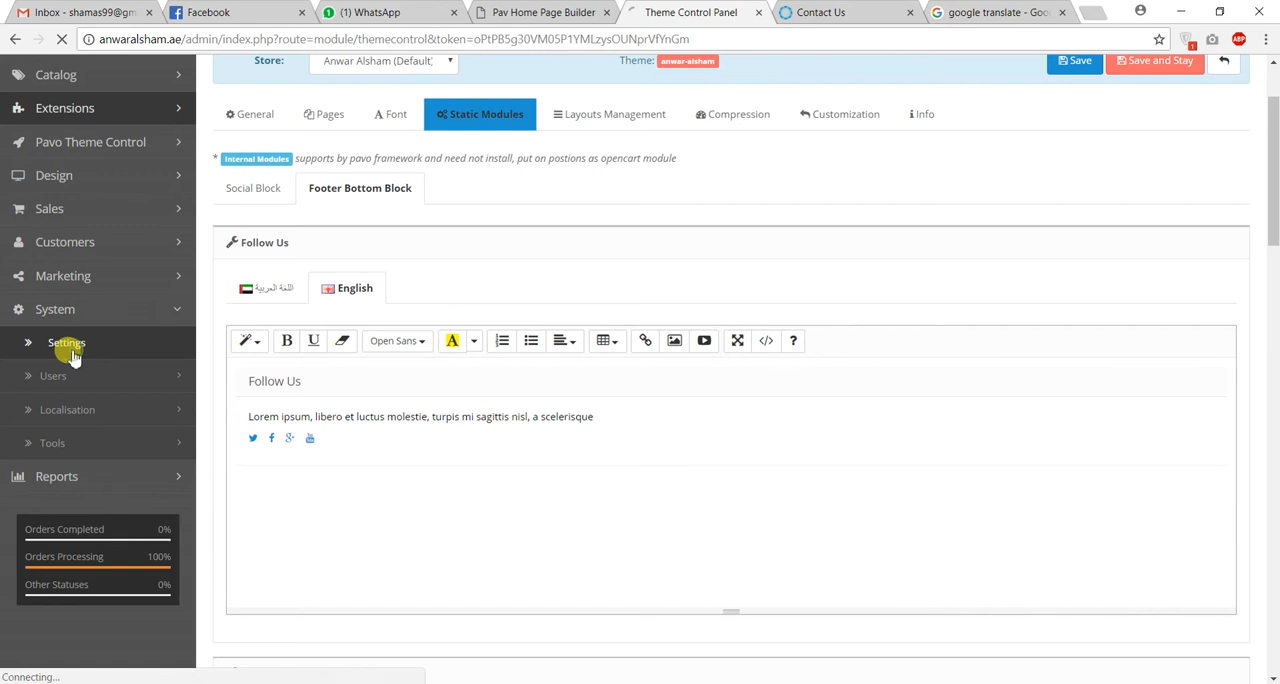 Inbox - shamas99@gm
Facebook
(1) WhatsApp
Pav Home Page Builder
Theme Control Panel
Contact Us
google translate - Goo
anwaralsham.ae/admin/index.php?route=module/themecontrol&token=oPtPB5g30VM05P1YMLzysOUNprVfYnGm
Catalog
Extensions
Pavo Theme Control
Design
Sales
Customers
Marketing
System
Settings
Users
Localisation
Tools
Reports
Orders Completed 0%
Orders Processing 100%
Other Statuses 0%
Store: Anwar Alsham (Default) Theme: anwar-alsham
Save
Save and Stay
General
Pages
Font
Static Modules
Layouts Management
Compression
Customization
Info
* Internal Modules supports by pavo framework and need not install, put on postions as opencart module
Social Block
Footer Bottom Block
Follow Us
اللغة العربية
English
B U Open Sans A ?
Follow Us
Lorem ipsum, libero et luctus molestie, turpis mi sagittis nisl, a scelerisque
Connecting...